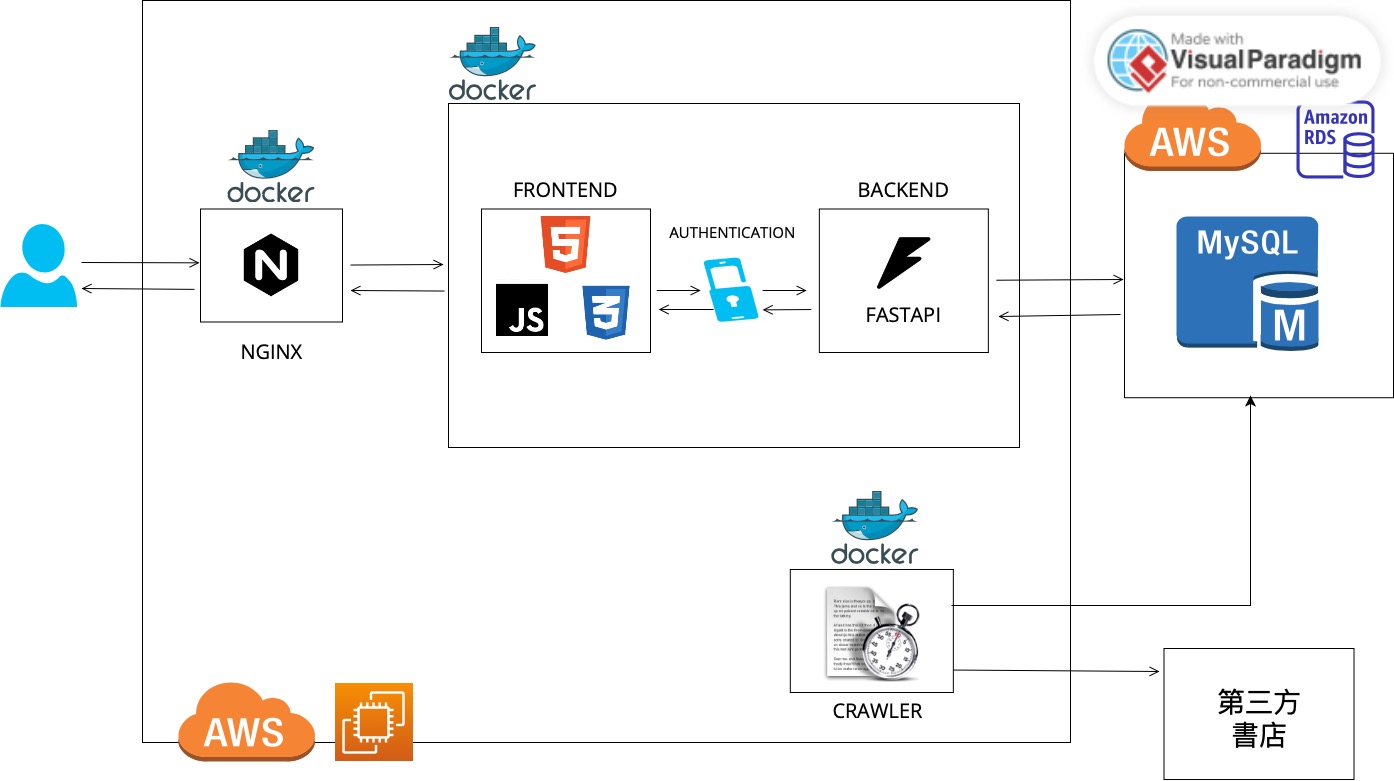 Made with
Visual Paradigm
For non-commercial use
docker
docker
AWS
Amazon
RDS
FRONTEND
BACKEND
MySQL
5
AUTHENTICATION
N
JS
3
FASTAPI
M
NGINX
docker
CRAWLER
AWS
第三方
書店